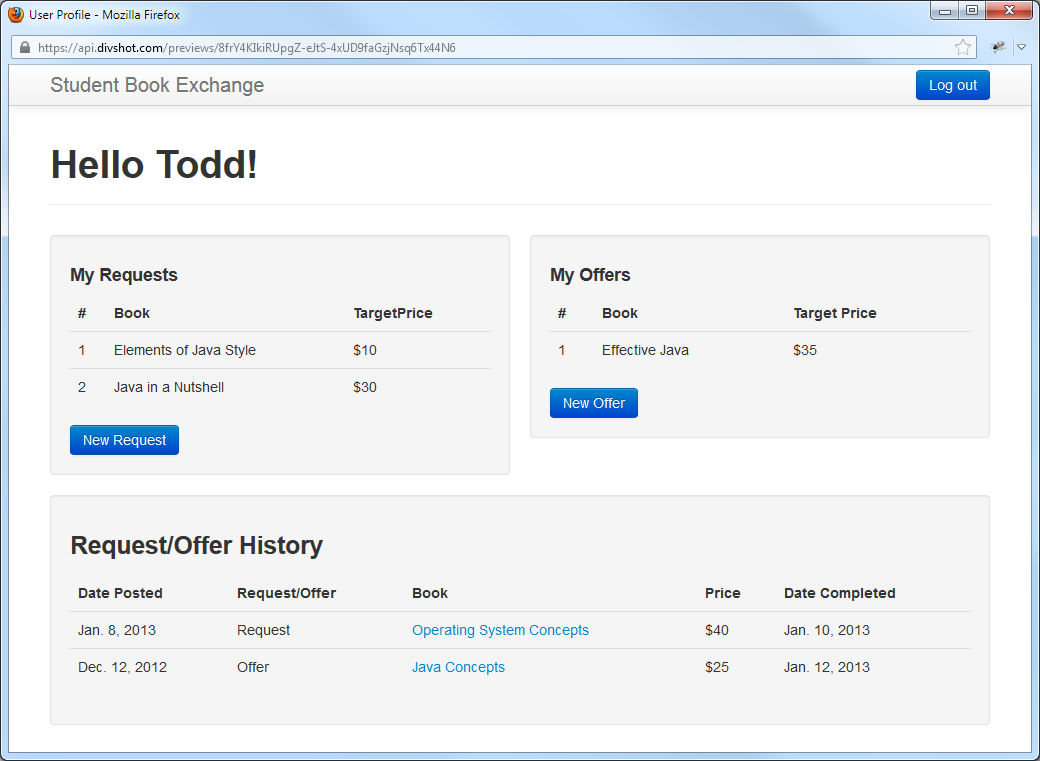 User Profile - Mozilla Firefox
https://api.divshot.com/previews/8frY4KIkiRUpgZ-eJtS-4xUD9faGzjNsq6Tx44N6
Student Book Exchange
Log out
Hello Todd!
My Requests
# Book TargetPrice
1 Elements of Java Style $10
2 Java in a Nutshell $30
New Request
My Offers
# Book Target Price
1 Effective Java $35
New Offer
Request/Offer History
Date Posted Request/Offer Book Price Date Completed
Jan. 8, 2013 Request Operating System Concepts $40 Jan. 10, 2013
Dec. 12, 2012 Offer Java Concepts $25 Jan. 12, 2013